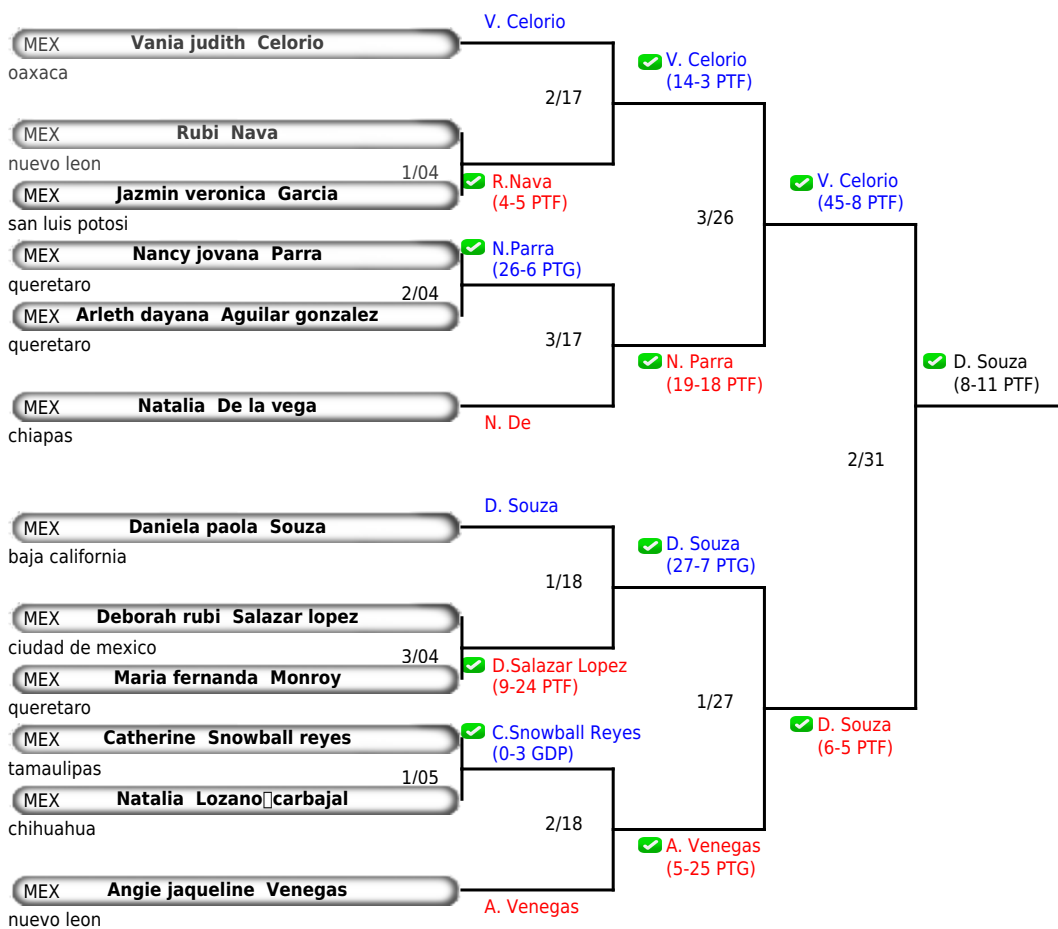 V. Celorio
MEX Vania judith Celorio
oaxaca
V. Celorio
(14-3 PTF)
2/17
MEX Rubi Nava
nuevo leon
1/04
R.Nava
(4-5 PTF)
MEX Jazmin veronica Garcia
san luis potosi
V. Celorio
(45-8 PTF)
3/26
MEX Nancy jovana Parra
queretaro
N.Parra
(26-6 PTG)
2/04
MEX Arleth dayana Aguilar gonzalez
queretaro
3/17
N. Parra
(19-18 PTF)
D. Souza
(8-11 PTF)
MEX Natalia De la vega
chiapas
N. De
2/31
D. Souza
MEX Daniela paola Souza
baja california
D. Souza
(27-7 PTG)
1/18
MEX Deborah rubi Salazar lopez
ciudad de mexico
3/04
D.Salazar Lopez
(9-24 PTF)
MEX Maria fernanda Monroy
queretaro
1/27
D. Souza
(6-5 PTF)
MEX Catherine Snowball reyes
tamaulipas
C.Snowball Reyes
(0-3 GDP)
1/05
MEX Natalia Lozano▯carbajal
chihuahua
2/18
A. Venegas
(5-25 PTG)
MEX Angie jaqueline Venegas
nuevo leon
A. Venegas